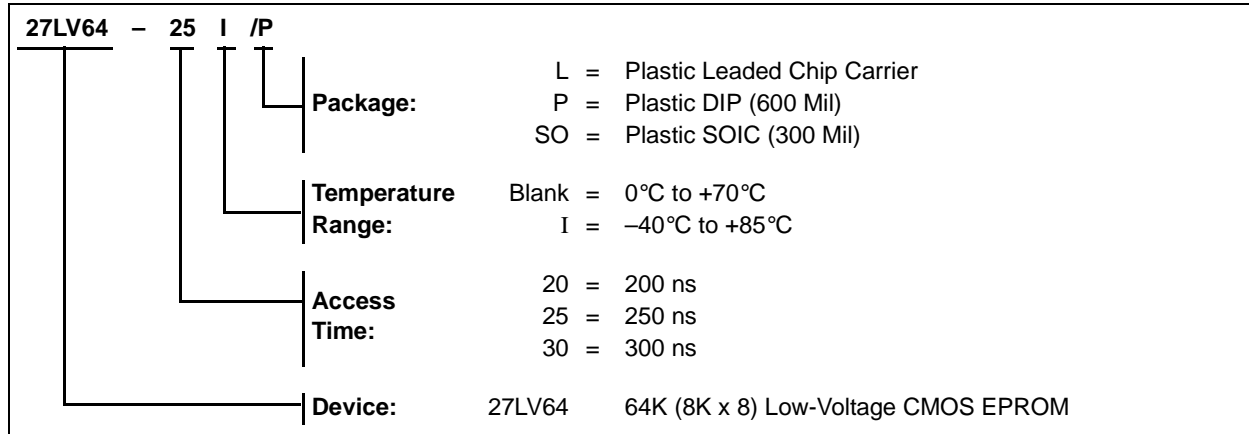 27LV64 – 25 I /P
Package: L = Plastic Leaded Chip Carrier
P = Plastic DIP (600 Mil)
SO = Plastic SOIC (300 Mil)
Temperature Range: Blank = 0°C to +70°C
I = –40°C to +85°C
Access Time: 20 = 200 ns
25 = 250 ns
30 = 300 ns
Device: 27LV64 64K (8K x 8) Low-Voltage CMOS EPROM